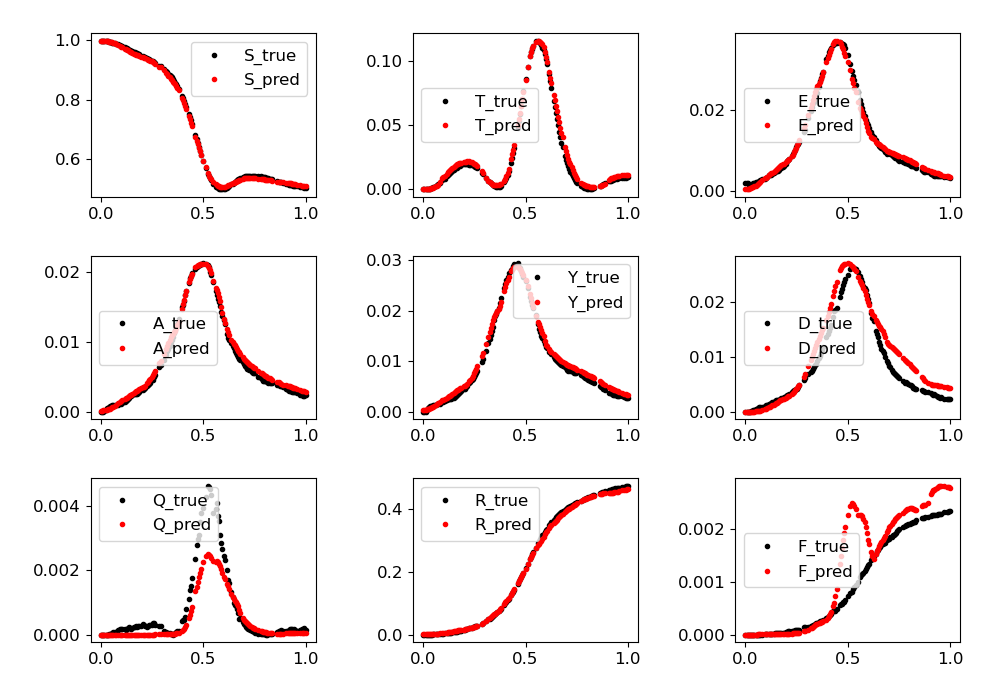 1.0
0.8
0.6
0.0 0.5 1.0
S_true
S_pred
0.10
0.05
0.00
0.0 0.5 1.0
T_true
T_pred
0.02
0.00
0.0 0.5 1.0
E_true
E_pred
0.02
0.01
0.00
0.0 0.5 1.0
A_true
A_pred
0.03
0.02
0.01
0.00
0.0 0.5 1.0
Y_true
Y_pred
0.02
0.01
0.00
0.0 0.5 1.0
D_true
D_pred
0.004
0.002
0.000
0.0 0.5 1.0
Q_true
Q_pred
0.4
0.2
0.0
0.0 0.5 1.0
R_true
R_pred
0.002
0.001
0.000
0.0 0.5 1.0
F_true
F_pred